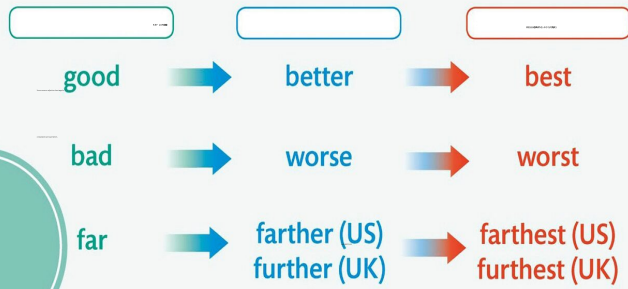 good better best
bad worse worst
far farther (US) farthest (US)
further (UK) furthest (UK)